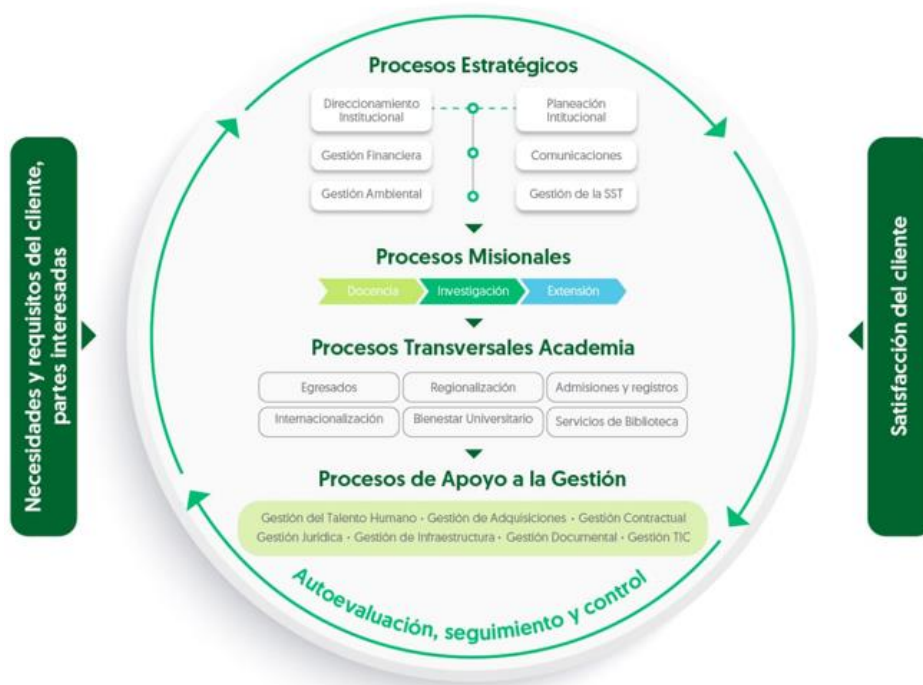 Procesos Estratégicos
Direccionamiento
Institucional
Planeación
Intitucional
Gestión Financiera
Comunicaciones
Gestión Ambiental
Gestión de la SST
Necesidades y requisitos del cliente,
partes interesadas
Procesos Misionales
Docencia
Investigación
Extensión
Procesos Transversales Academia
Egresados
Regionalización
Admisiones y registros
Internacionalización
Bienestar Universitario
Servicios de Biblioteca
Procesos de Apoyo a la Gestión
Gestión del Talento Humano • Gestión de Adquisiciones • Gestión Contractual
Gestión Jurídica • Gestión de Infraestructura • Gestión Documental • Gestión TIC
Autoevaluación, seguimiento y control
Satisfacción del cliente